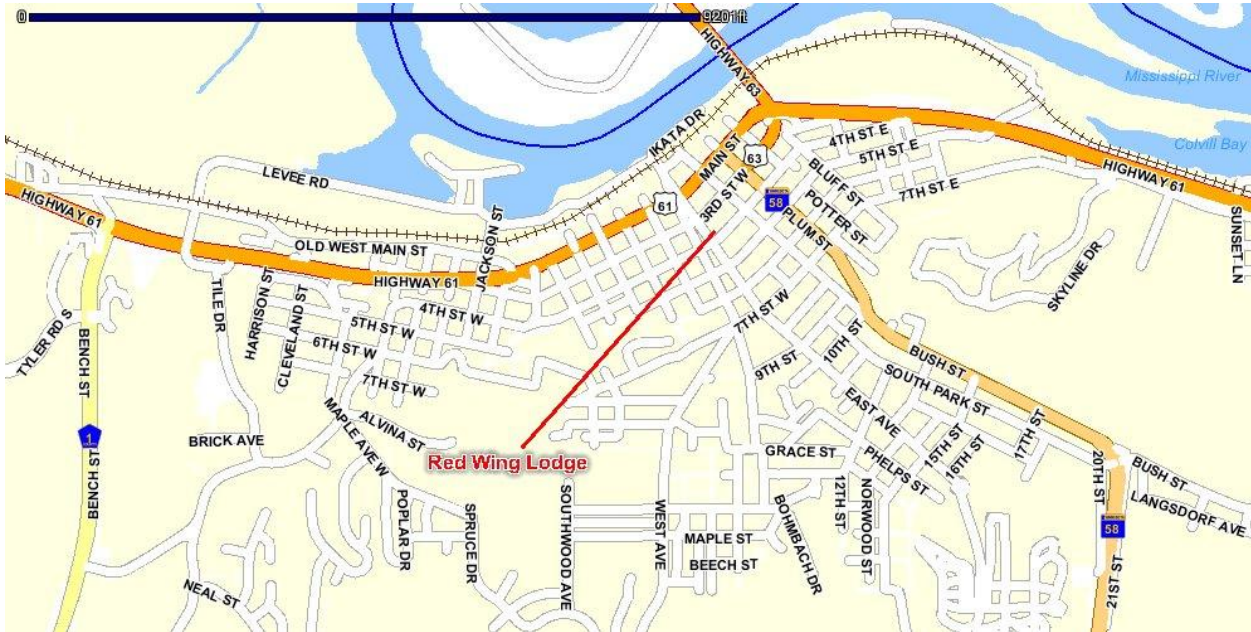 0
9201ft
HIGHWAY 63
Mississippi River
IKATA DR
MAIN ST
4TH ST E
5TH ST E
Colvill Bay
63
HIGHWAY 61
LEVEE RD
BLUFF ST
7TH ST E
POTTER ST
3RD ST W
58
61
PLUM ST
HIGHWAY 61
SUNSET LN
OLD WEST MAIN ST
JACKSON ST
SKYLINE DR
HIGHWAY 61
TILE DR
HARRISON ST
CLEVELAND ST
4TH ST W
5TH ST W
6TH ST W
7TH ST W
7TH ST W
TYLER RD S
BENCH ST
9TH ST
10TH ST
BUSH ST
SOUTH PARK ST
EAST AVE
MAPLE AVE W
ALVINA ST
BRICK AVE
1
BENCH ST
Red Wing Lodge
GRACE ST
PHELPS ST
15TH ST
16TH ST
17TH ST
20TH ST
BUSH ST
LANGSDORF AVE
POPLAR DR
SPRUCE DR
SOUTHWOOD AVE
WEST AVE
MAPLE ST
BEECH ST
BOHMBACH DR
12TH ST
NORWOOD ST
58
21ST ST
NEAL ST